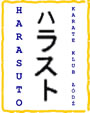 HARASUTO
ハラスト
KARATE KLUB ŁÓDŹ